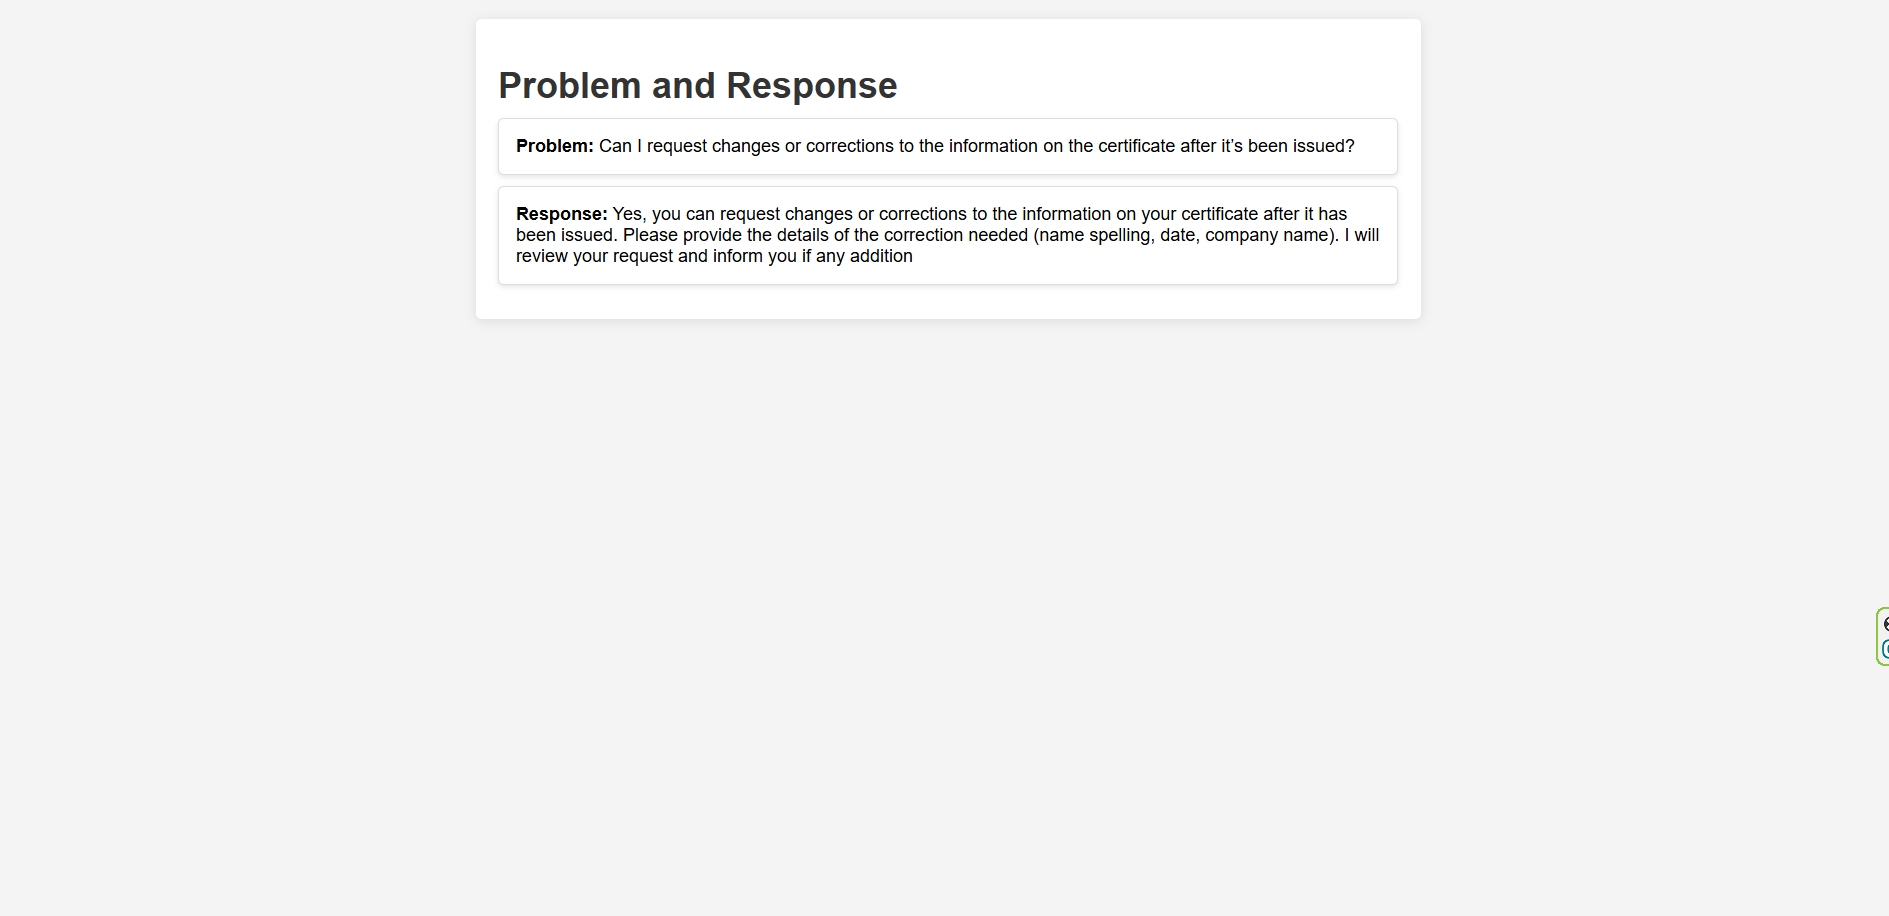 Problem and Response
Problem: Can I request changes or corrections to the information on the certificate after it's been issued?
Response: Yes, you can request changes or corrections to the information on your certificate after it has
been issued. Please provide the details of the correction needed (name spelling, date, company name). I will
review your request and inform you if any addition